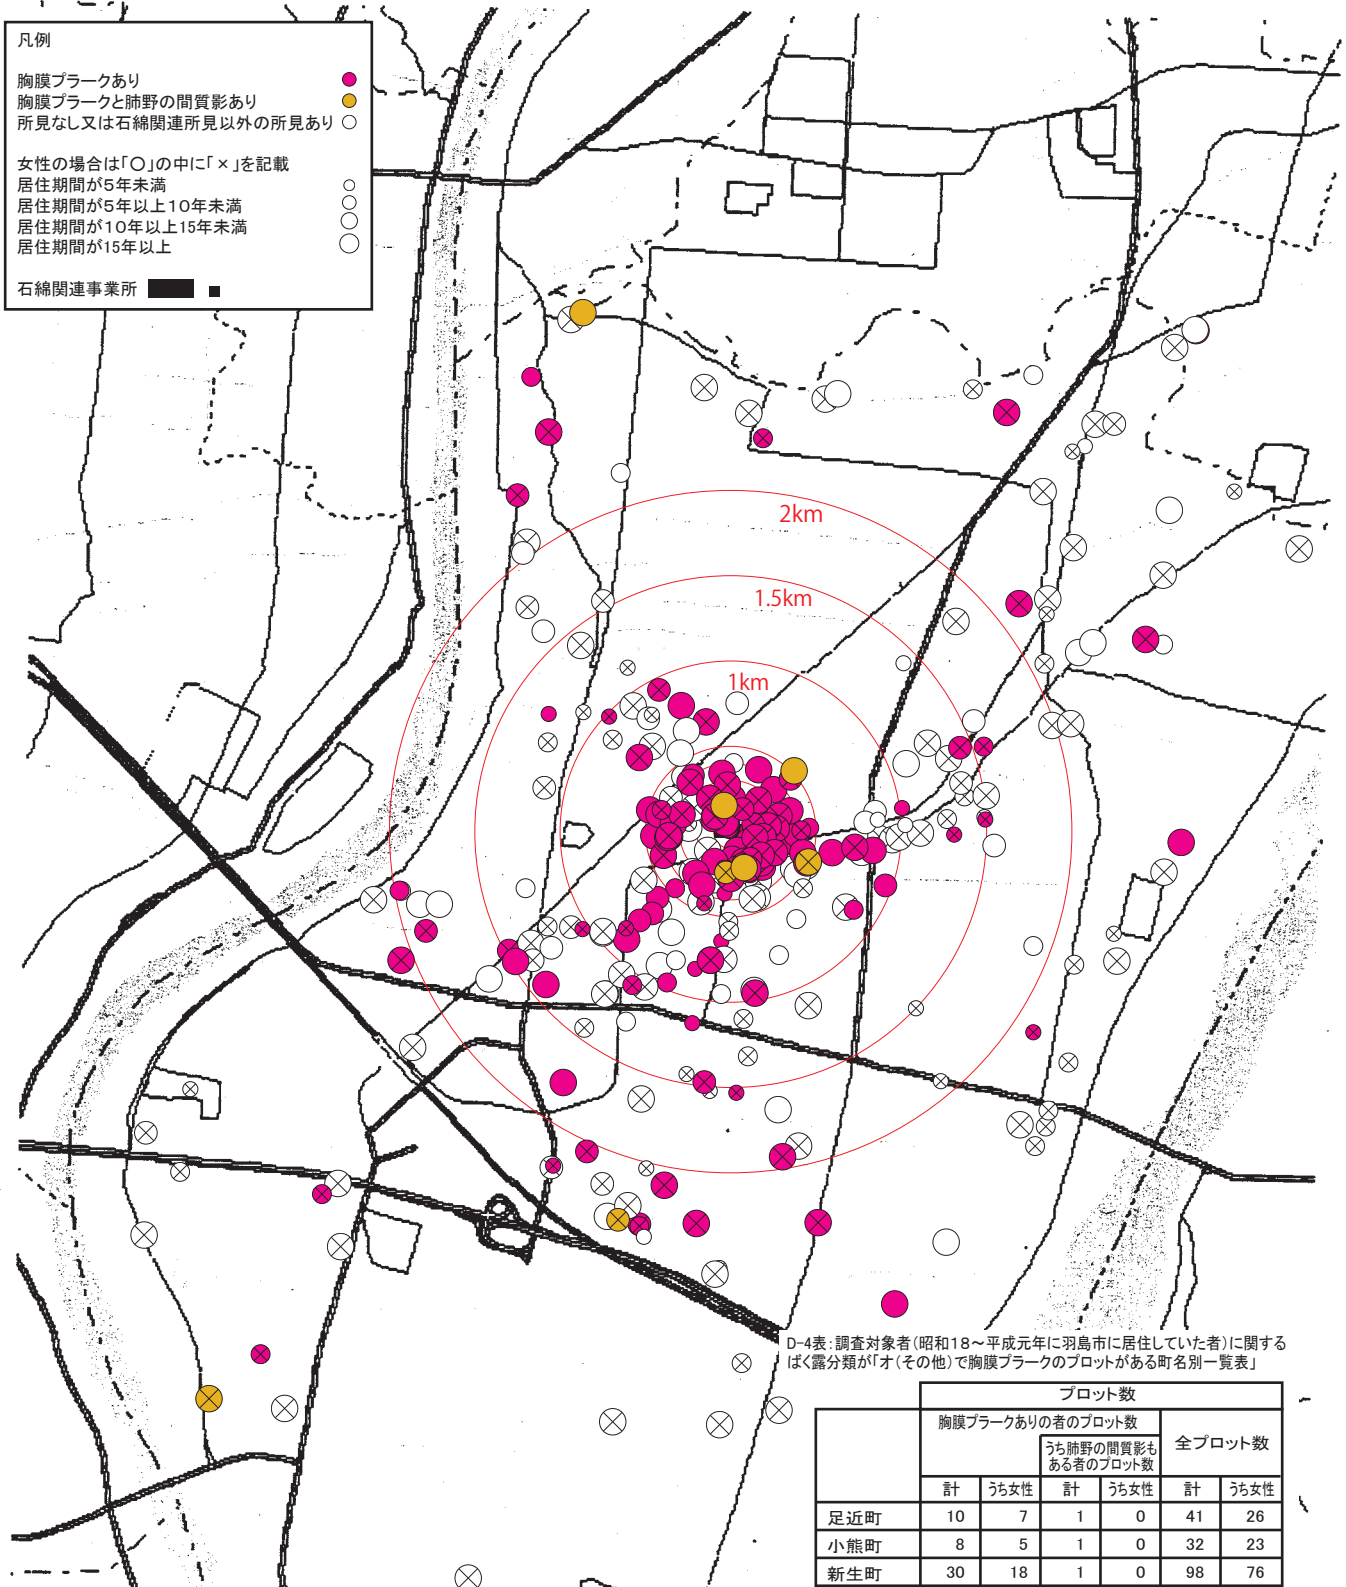 凡例
胸膜プラークあり
胸膜プラークと肺野の間質影あり
所見なし又は石綿関連所見以外の所見あり
女性の場合は「〇」の中に「×」を記載
居住期間が5年未満
居住期間が5年以上10年未満
居住期間が10年以上15年未満
居住期間が15年以上
石綿関連事業所
2km
1.5km
1km
D-4表:調査対象者(昭和18~平成元年に羽島市に居住していた者)に関する
ばく露分類が「オ(その他)で胸膜プラークのプロットがある町名別一覧表」
プロット数
胸膜プラークありの者のプロット数 全プロット数
うち肺野の間質影も
ある者のプロット数
計 うち女性 計 うち女性 計 うち女性
足近町 10 7 1 0 41 26
小熊町 8 5 1 0 32 23
新生町 30 18 1 0 98 76